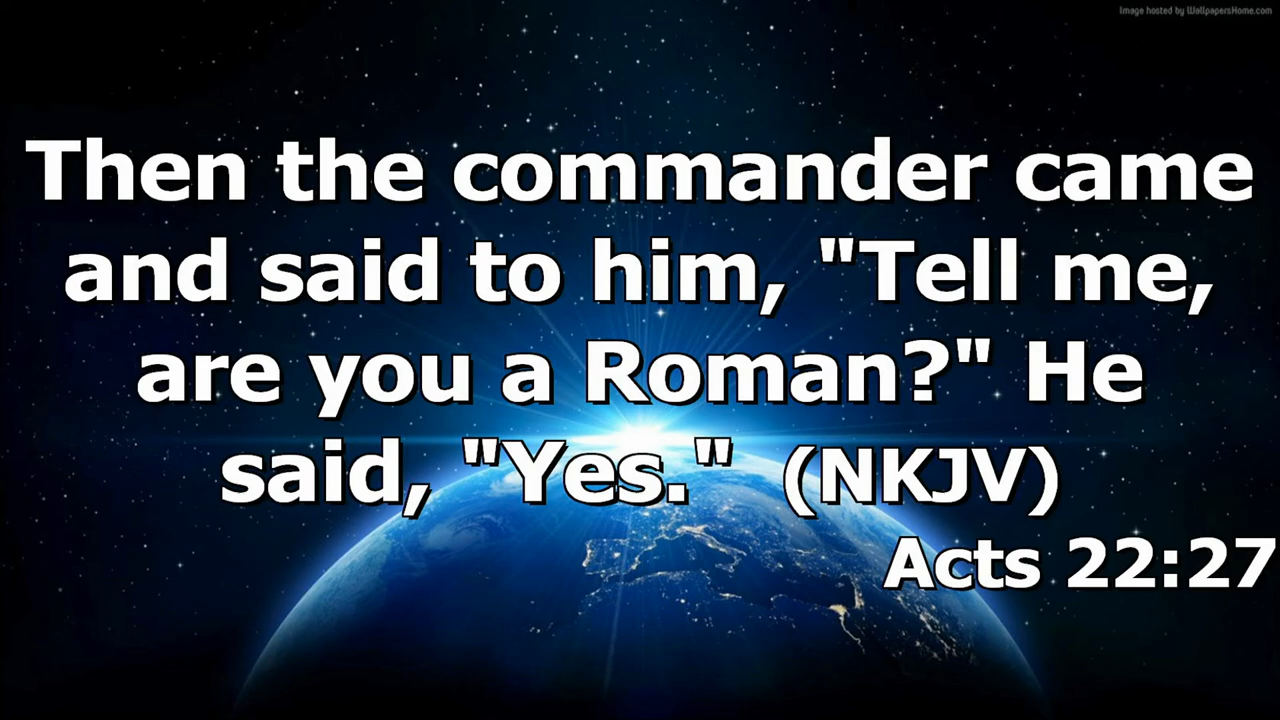 Image hosted by WallpapersHome.com
Then the commander came
and said to him, "Tell me,
are you a Roman?" He
said, "Yes."  (NKJV)
Acts 22:27